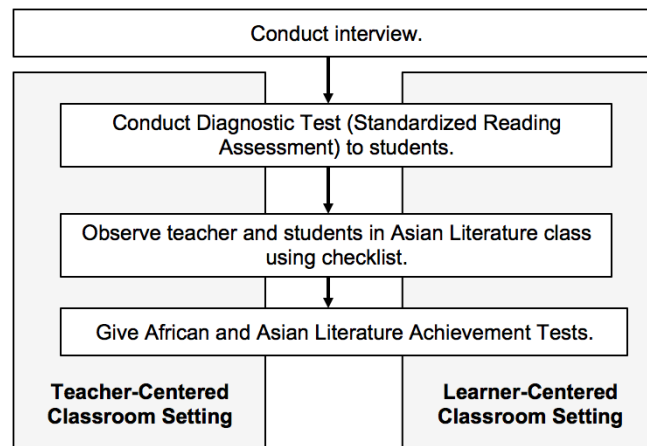 Conduct interview.
Conduct Diagnostic Test (Standardized Reading
Assessment) to students.
Observe teacher and students in Asian Literature class
using checklist.
Give African and Asian Literature Achievement Tests.
Teacher-Centered
Classroom Setting
Learner-Centered
Classroom Setting